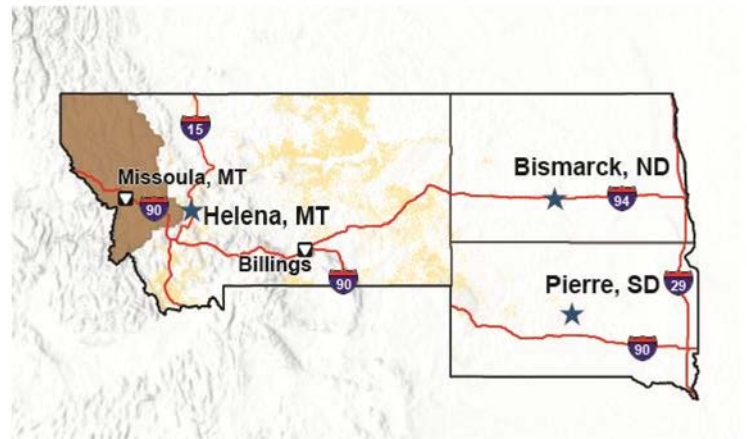 15
Missoula, MT
90
Helena, MT
Billings
90
Bismarck, ND
94
Pierre, SD
29
90